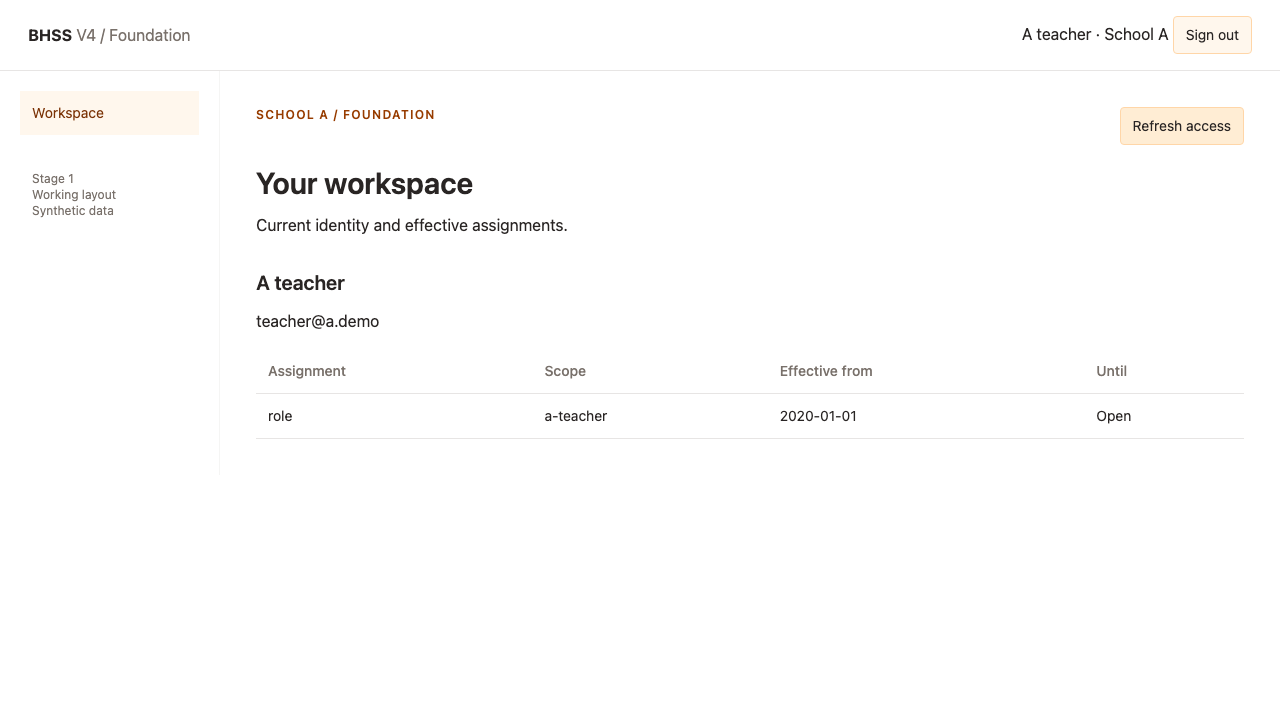 BHSS V4 / Foundation
A teacher · School A
Sign out
Workspace
Stage 1
Working layout
Synthetic data
SCHOOL A / FOUNDATION
Refresh access
Your workspace
Current identity and effective assignments.
A teacher
teacher@a.demo
Assignment Scope Effective from Until
role a-teacher 2020-01-01 Open